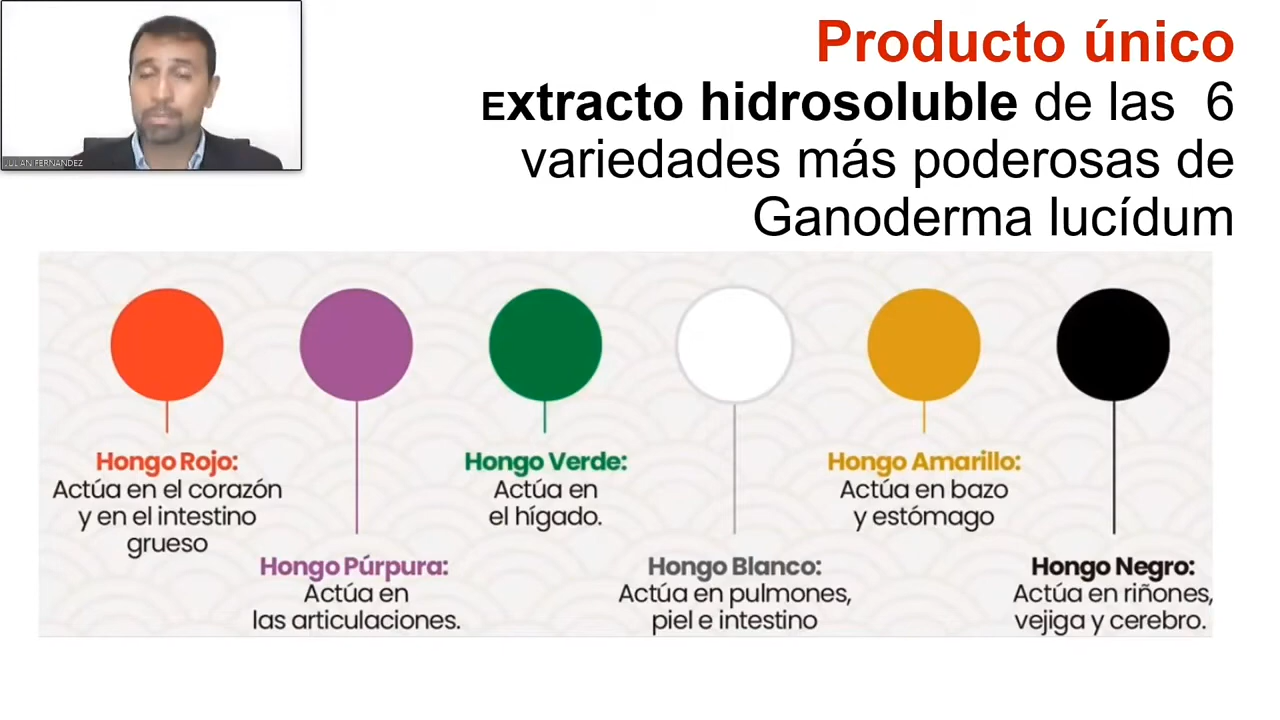 JULIAN FERNANDEZ
Producto único
Extracto hidrosoluble de las 6
variedades más poderosas de
Ganoderma lucídum
Hongo Rojo:
Actúa en el corazón
y en el intestino
grueso
Hongo Púrpura:
Actúa en
las articulaciones.
Hongo Verde:
Actúa en
el hígado.
Hongo Blanco:
Actúa en pulmones,
piel e intestino
Hongo Amarillo:
Actúa en bazo
y estómago
Hongo Negro:
Actúa en riñones,
vejiga y cerebro.